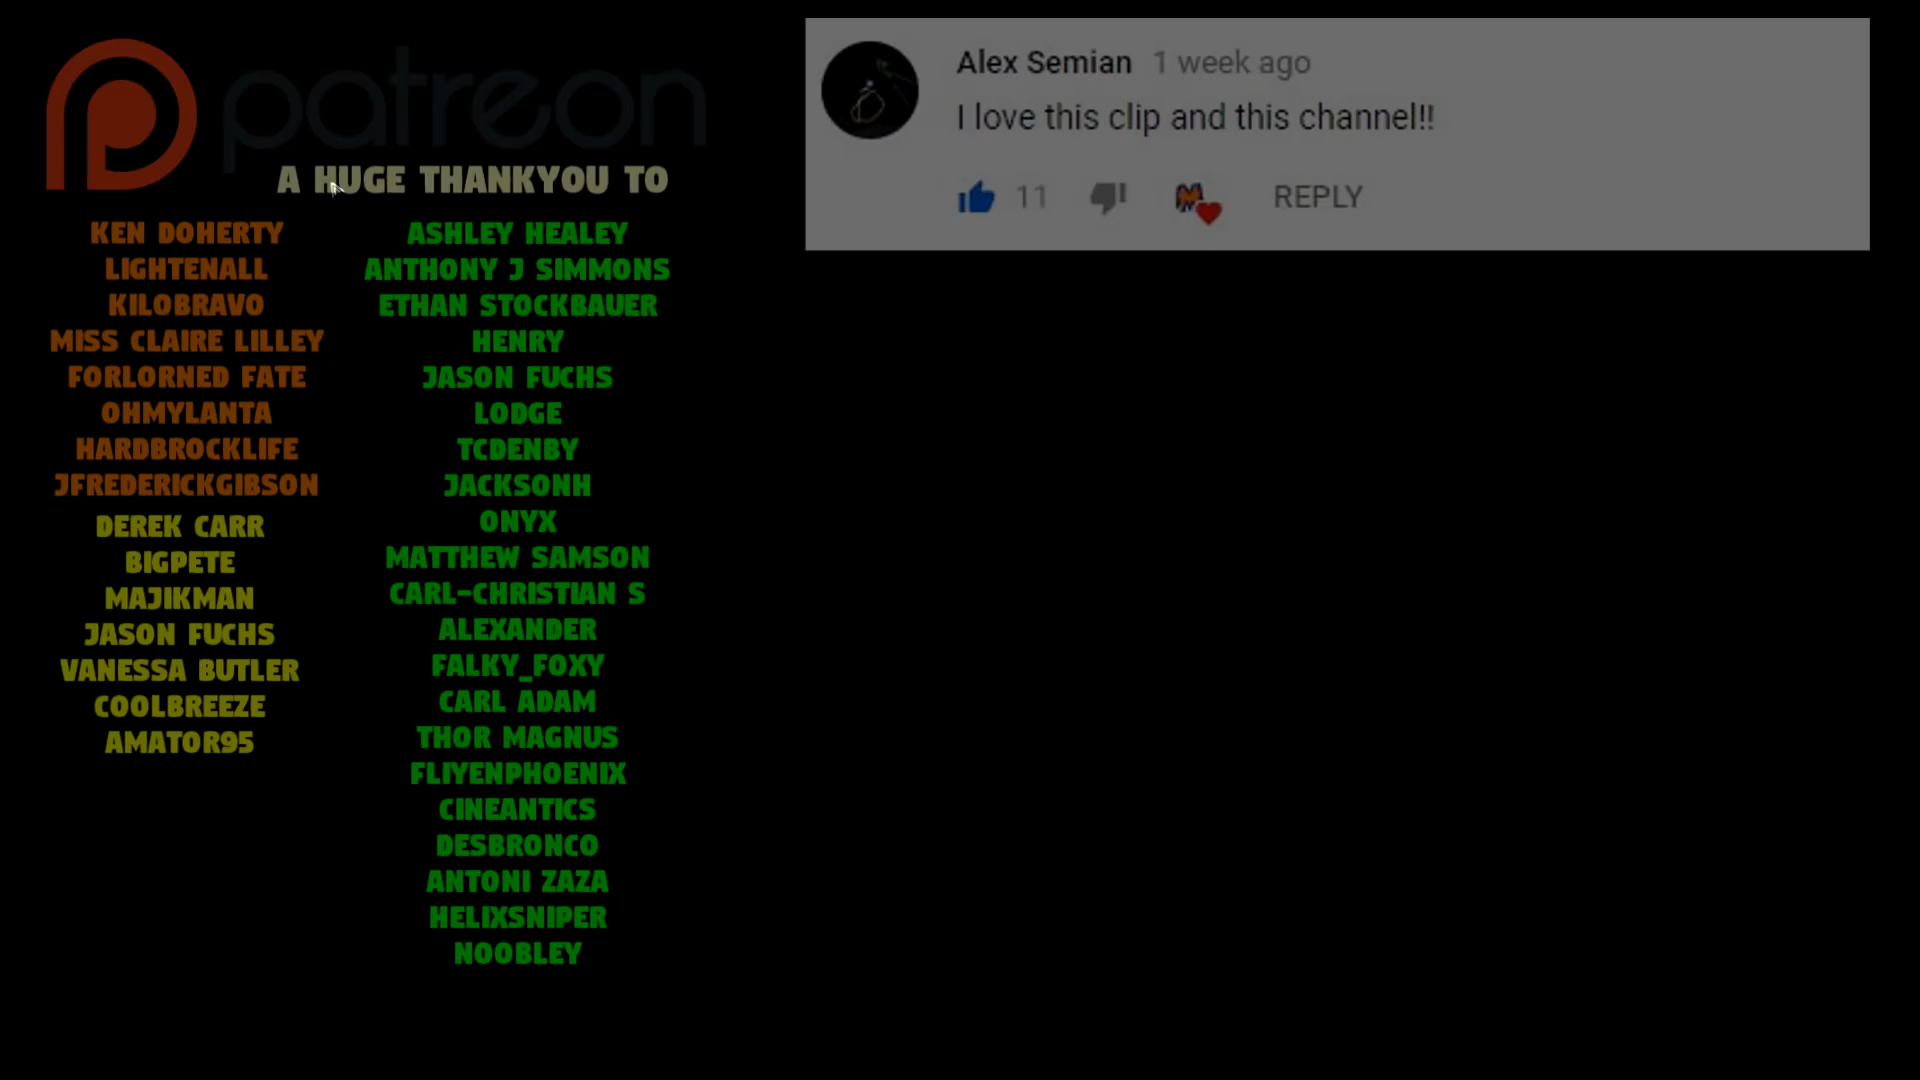 patreon
A HUGE THANKYOU TO
KEN DOHERTY
LIGHTENALL
KILOBRAVO
MISS CLAIRE LILLEY
FORLORNED FATE
OHMYLANTA
HARDBROCKLIFE
JFREDERICKGIBSON
DEREK CARR
BIGPETE
MAJIKMAN
JASON FUCHS
VANESSA BUTLER
COOLBREEZE
AMATOR95
ASHLEY HEALEY
ANTHONY J SIMMONS
ETHAN STOCKBAUER
HENRY
JASON FUCHS
LODGE
TCDENBY
JACKSONH
ONYX
MATTHEW SAMSON
CARL-CHRISTIAN S
ALEXANDER
FALKY_FOXY
CARL ADAM
THOR MAGNUS
FLIYENPHOENIX
CINEANTICS
DESBRONCO
ANTONI ZAZA
HELIXSNIPER
NOOBLEY
Alex Semian 1 week ago
I love this clip and this channel!!
11 REPLY